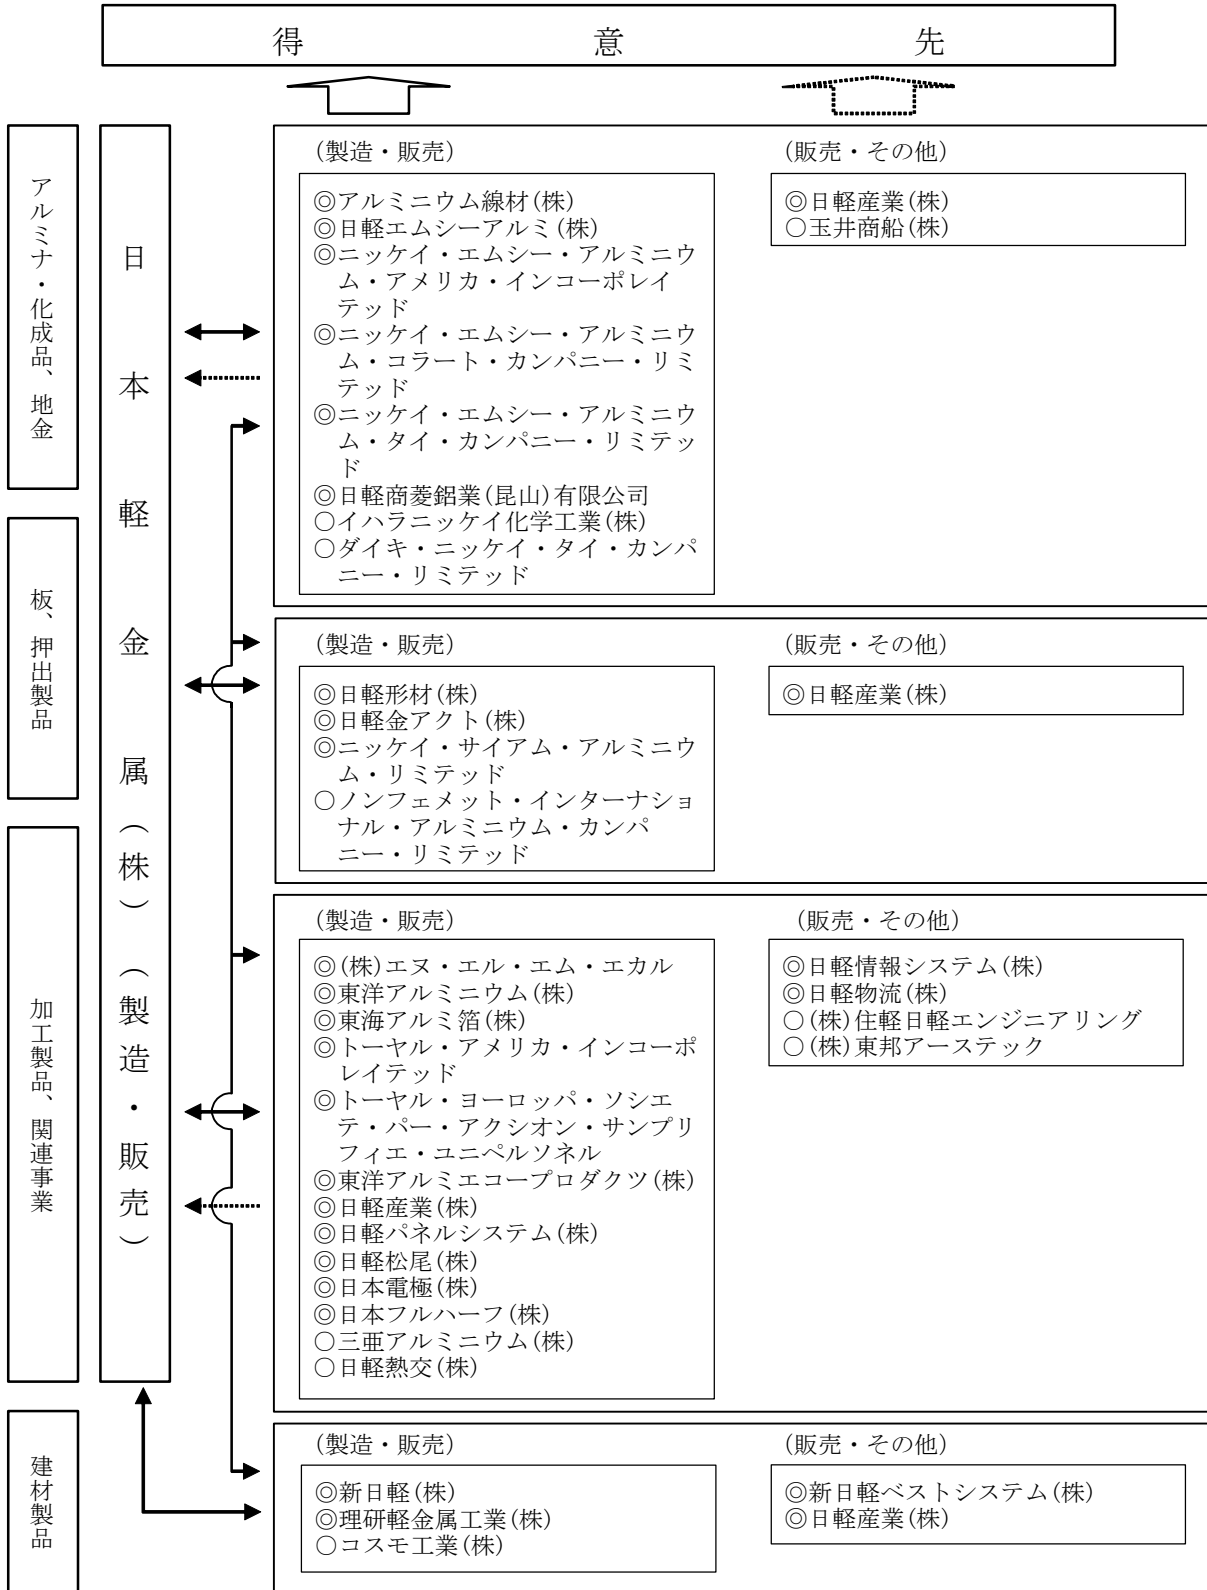 得 意 先
アルミナ・化成品、地金
日本軽金属(株)(製造・販売)
(製造・販売)
◎アルミニウム線材(株)
◎日軽エムシーアルミ(株)
◎ニッケイ・エムシー・アルミニウ
ム・アメリカ・インコーポレイ
テッド
◎ニッケイ・エムシー・アルミニウ
ム・コラート・カンパニー・リミ
テッド
◎ニッケイ・エムシー・アルミニウ
ム・タイ・カンパニー・リミテッ
ド
◎日軽商菱鋁業(昆山)有限公司
○イハラニッケイ化学工業(株)
○ダイキ・ニッケイ・タイ・カンパ
ニー・リミテッド
(販売・その他)
◎日軽産業(株)
○玉井商船(株)
板、押出製品
(製造・販売)
◎日軽形材(株)
◎日軽金アクト(株)
◎ニッケイ・サイアム・アルミニウ
ム・リミテッド
○ノンフェメット・インターナショ
ナル・アルミニウム・カンパ
ニー・リミテッド
(販売・その他)
◎日軽産業(株)
加工製品、関連事業
(製造・販売)
◎(株)エヌ・エル・エム・エカル
◎東洋アルミニウム(株)
◎東海アルミ箔(株)
◎トーヤル・アメリカ・インコーポ
レイテッド
◎トーヤル・ヨーロッパ・ソシエ
テ・パー・アクシオン・サンプリ
フィエ・ユニペルソネル
◎東洋アルミエコープロダクツ(株)
◎日軽産業(株)
◎日軽パネルシステム(株)
◎日軽松尾(株)
◎日本電極(株)
◎日本フルハーフ(株)
○三亜アルミニウム(株)
○日軽熱交(株)
(販売・その他)
◎日軽情報システム(株)
◎日軽物流(株)
○(株)住軽日軽エンジニアリング
○(株)東邦アーステック
建材製品
(製造・販売)
◎新日軽(株)
◎理研軽金属工業(株)
○コスモ工業(株)
(販売・その他)
◎新日軽ベストシステム(株)
◎日軽産業(株)